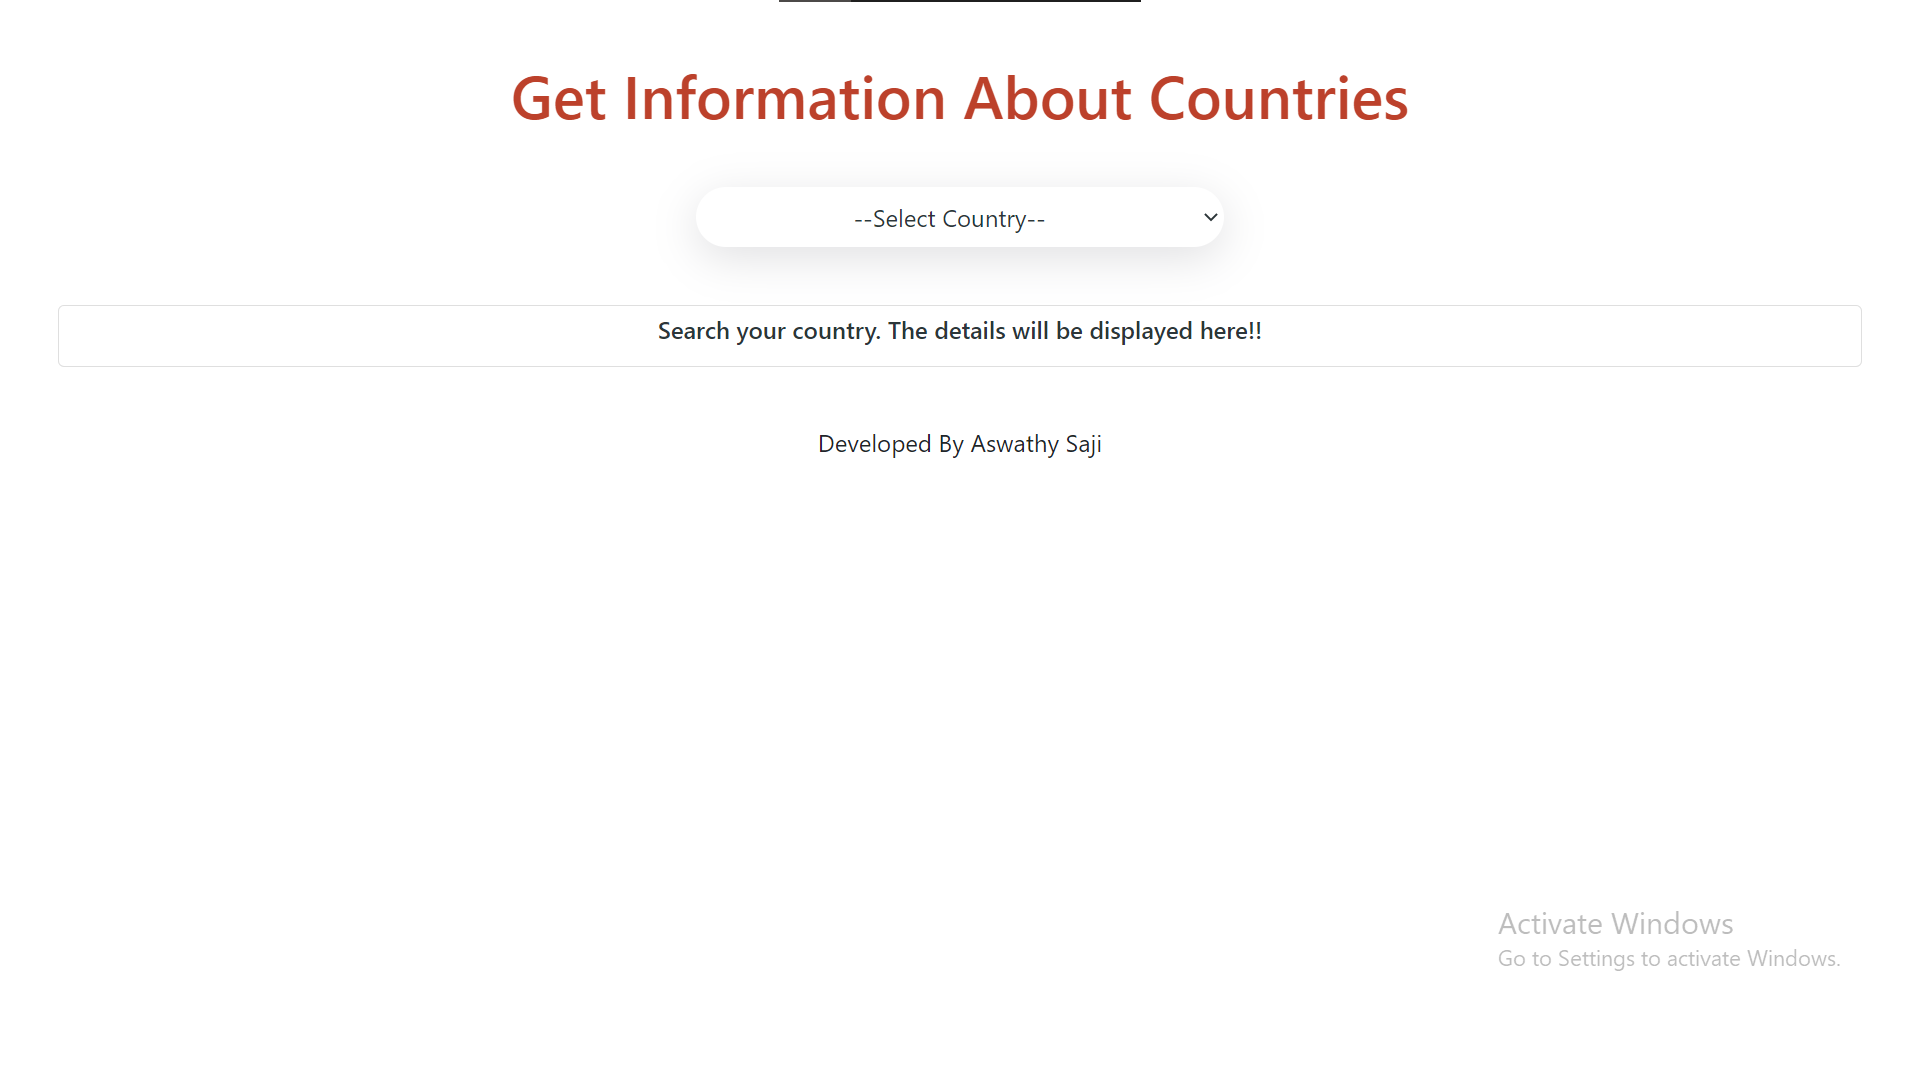 Get Information About Countries
--Select Country--
Search your country. The details will be displayed here!!
Developed By Aswathy Saji
Activate Windows
Go to Settings to activate Windows.